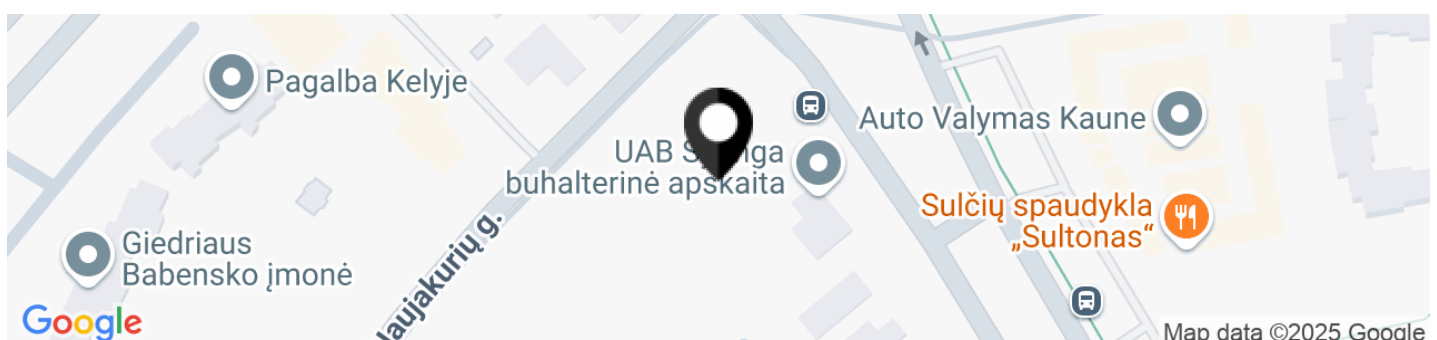 Pagalba Kelyje
Auto Valymas Kaune
UAB
buhalterinė apskaita
Sulčių spaudykla
„Sultonas“
Giedriaus
Babensko įmonė
aujakurių g.
Google
Map data ©2025 Google